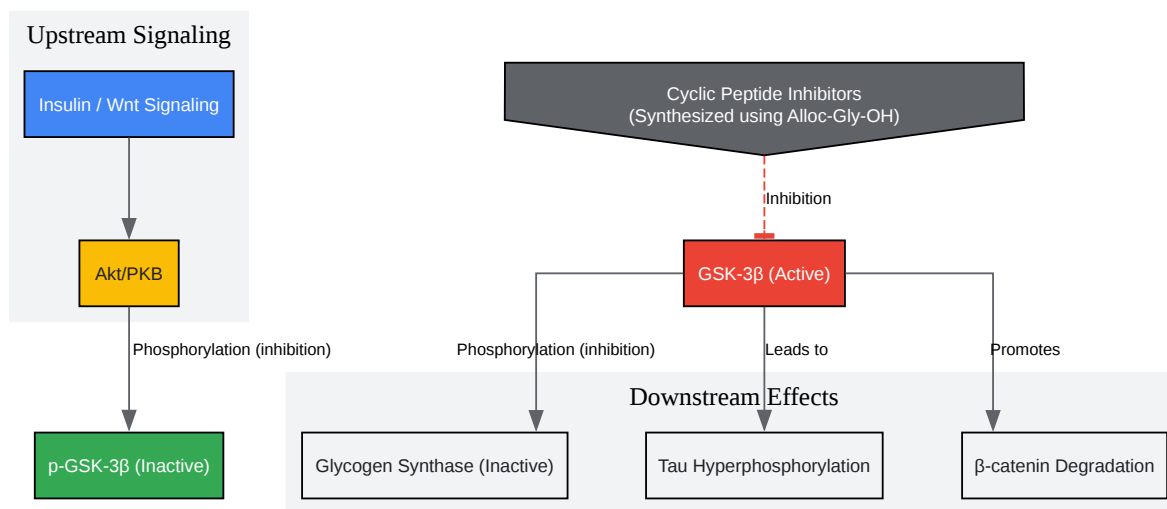 Upstream Signaling
Insulin / Wnt Signaling
Akt/PKB
Phosphorylation (inhibition)
p-GSK-3β (Inactive)
Cyclic Peptide Inhibitors
(Synthesized using Alloc-Gly-OH)
Inhibition
GSK-3β (Active)
Phosphorylation (inhibition)
Leads to
Promotes
Downstream Effects
Glycogen Synthase (Inactive)
Tau Hyperphosphorylation
β-catenin Degradation